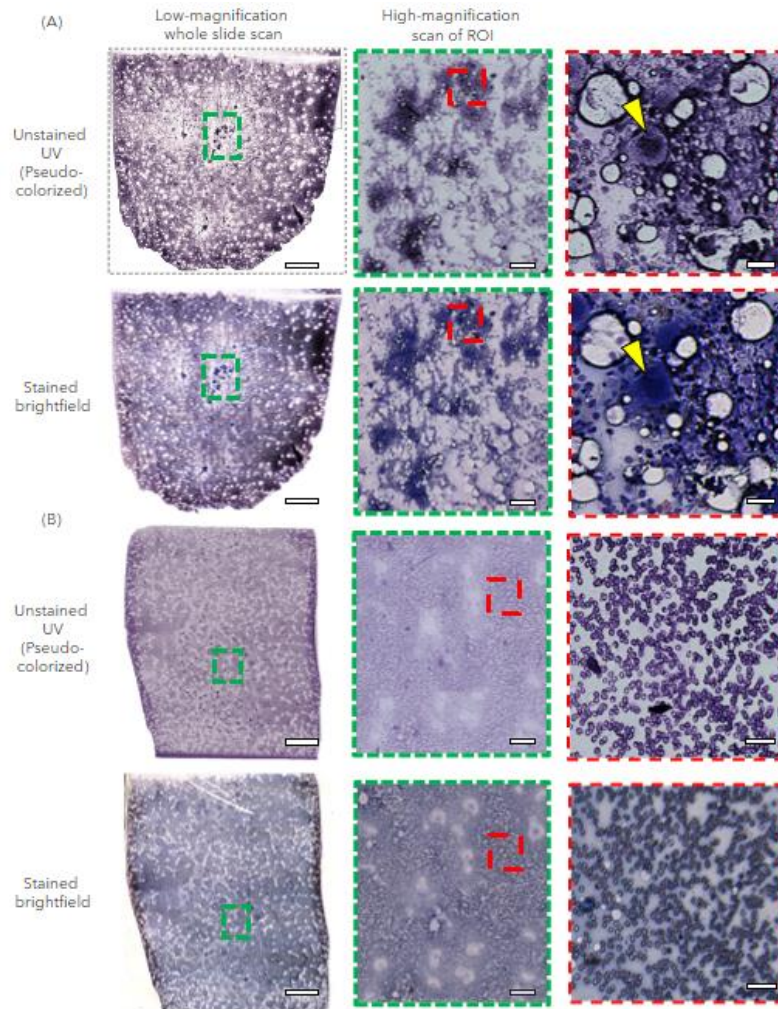 (A)
Low-magnification
whole slide scan
High-magnification
scan of ROI
Unstained
UV
(Pseudo-
colorized)
Stained
brightfield
(B)
Unstained
UV
(Pseudo-
colorized)
Stained
brightfield